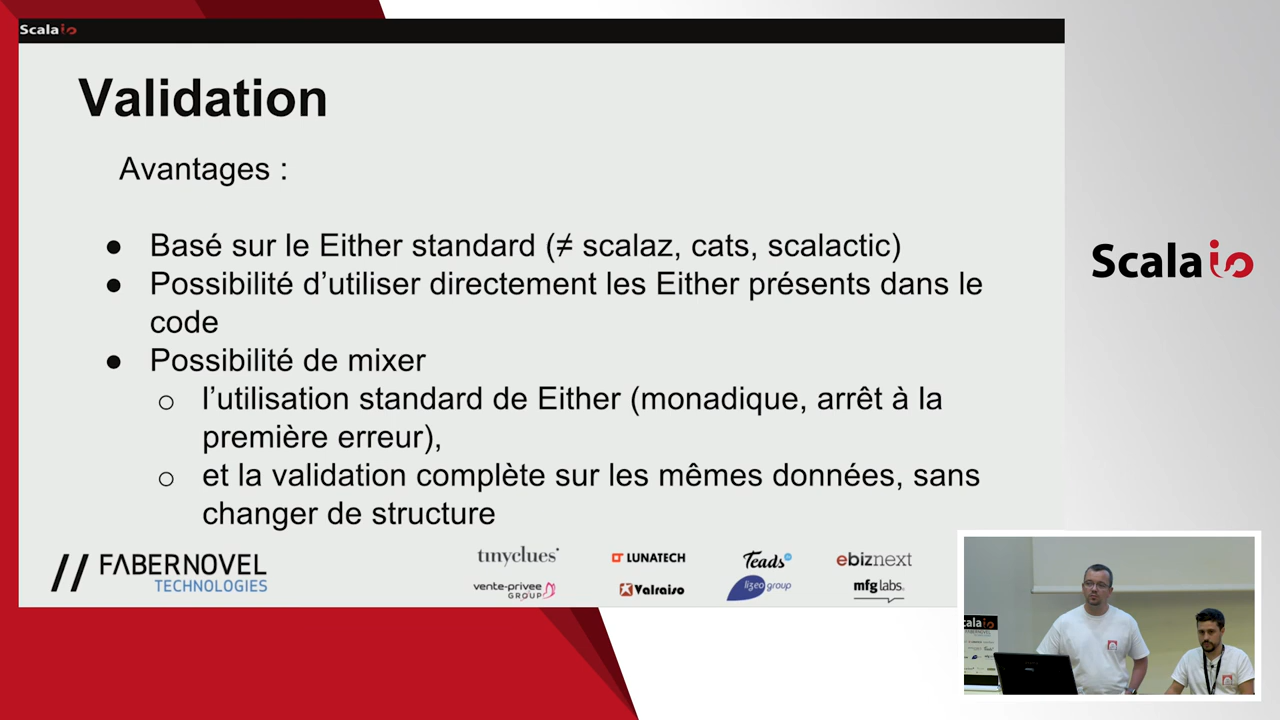 Scalaio
Validation
Avantages :
● Basé sur le Either standard (≠ scalaz, cats, scalactic)
● Possibilité d’utiliser directement les Either présents dans le
code
● Possibilité de mixer
○ l’utilisation standard de Either (monadique, arrêt à la
première erreur),
○ et la validation complète sur les mêmes données, sans
changer de structure
// FABERNOVEL
TECHNOLOGIES
tinyclues
LUNATECH
Teads
ebiznext
vente-privee
GROUP
Valraiso
lizeo group
mfg labs.
Scalaio
calaio
FABERNOVEL